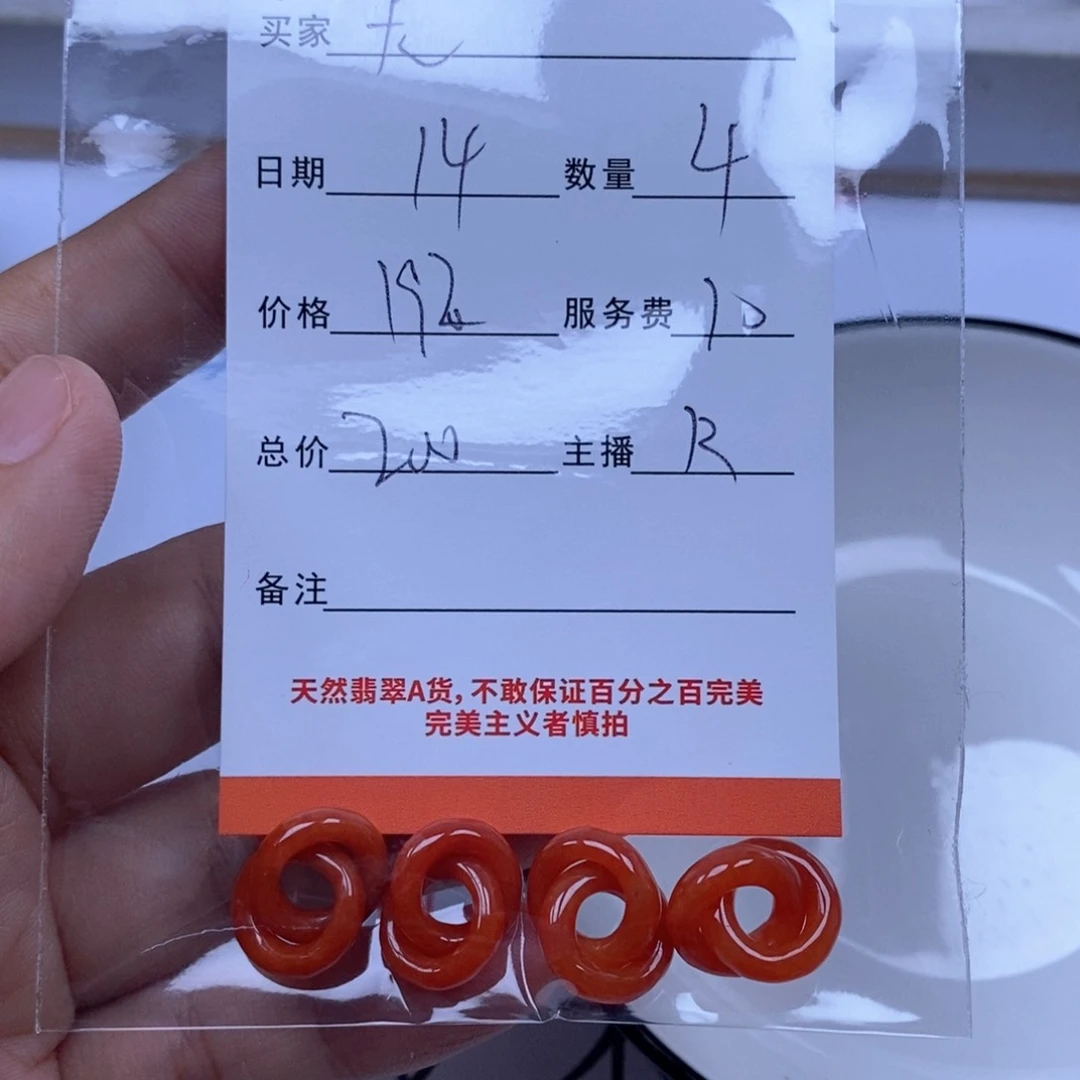 买家 无
日期 14 数量 4
价格 192 服务费 10
总价 200 主播 R
备注
天然翡翠A货，不敢保证百分之百完美
完美主义者慎拍